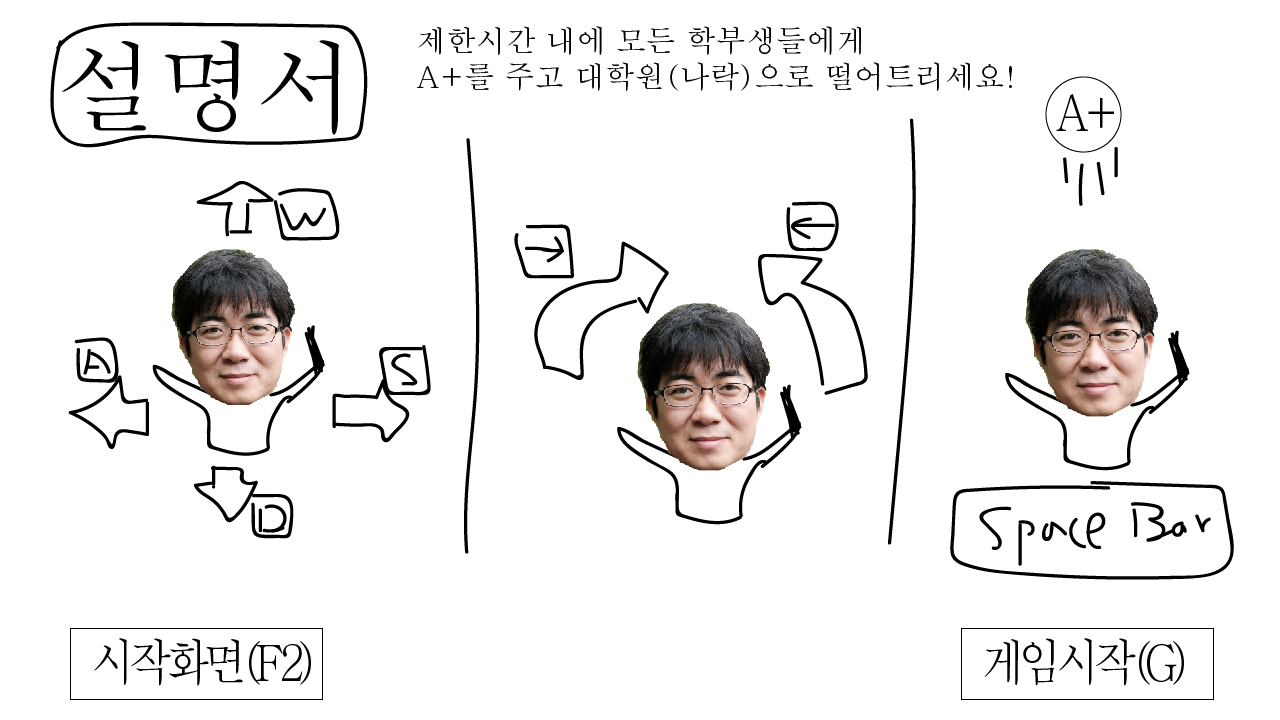 설명서
제한시간 내에 모든 학부생들에게
A+를 주고 대학원(나락)으로 떨어트리세요!
A+
W
A
S
D
→
←
Space Bar
시작화면(F2)
게임시작(G)